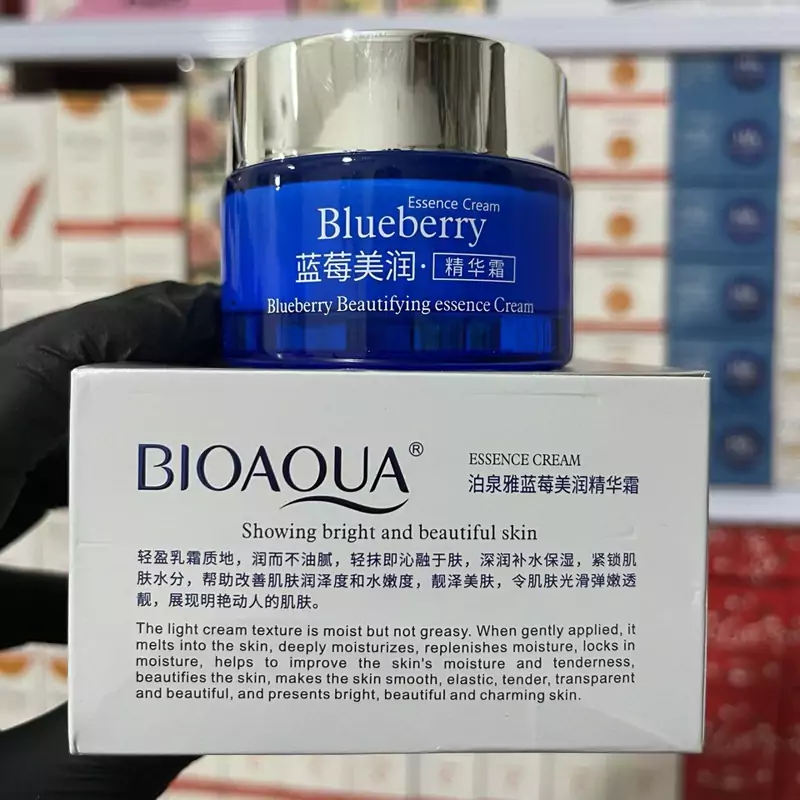 Essence Cream
Blueberry
蓝莓美润·精华霜
Blueberry Beautifying essence Cream
BIOAQUA®
ESSENCE CREAM
泊泉雅蓝莓美润精华霜
Showing bright and beautiful skin
轻盈乳霜质地，润而不油腻，轻抹即沁融于肤，深润补水保湿，紧锁肌
肤水分，帮助改善肌肤润泽度和水嫩度，靓泽美肤，令肌肤光滑弹嫩透
靓，展现明艳动人的肌肤。
The light cream texture is moist but not greasy. When gently applied, it
melts into the skin, deeply moisturizes, replenishes moisture, locks in
moisture, helps to improve the skin's moisture and tenderness,
beautifies the skin, makes the skin smooth, elastic, tender, transparent
and beautiful, and presents bright, beautiful and charming skin.